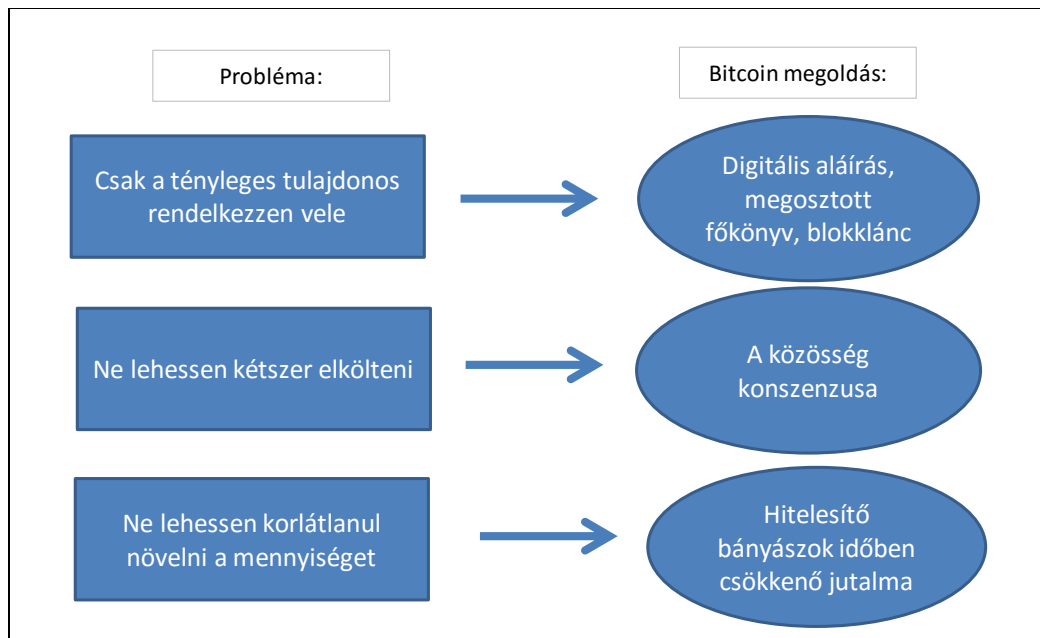 Probléma:
Bitcoin megoldás:
Csak a tényleges tulajdonos
rendelkezzen vele
Digitális aláírás,
megosztott
főkönyv, blokklánc
Ne lehessen kétszer elkölteni
A közösség
konszenzusa
Ne lehessen korlátlanul
növelni a mennyiséget
Hitelesítő
bányászok időben
csökkenő jutalma